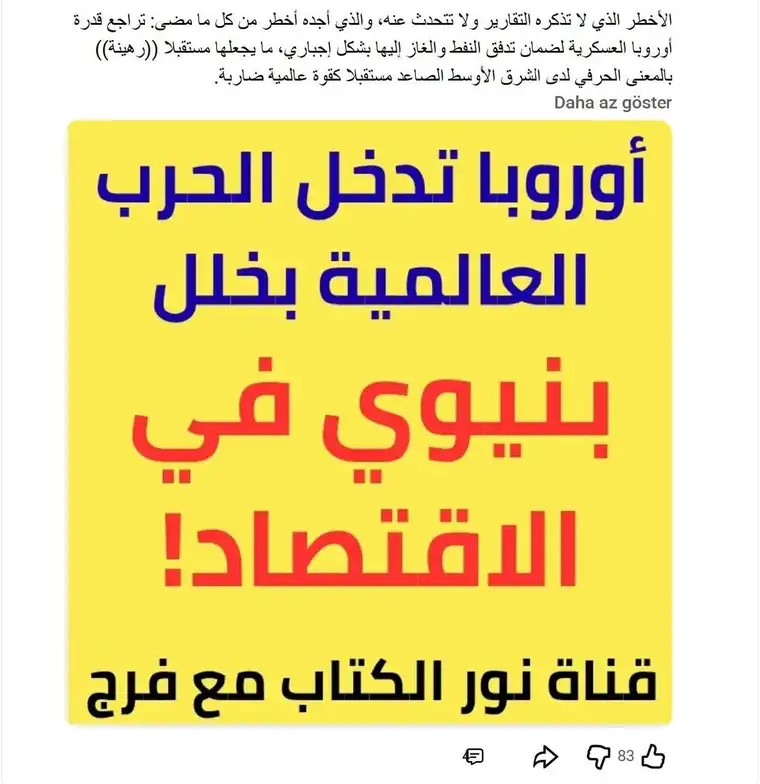 الأخطر الذي لا تذكره التقارير ولا تتحدث عنه، والذي أجده أخطر من كل ما مضى: تراجع قدرة
أوروبا العسكرية لضمان تدفق النفط والغاز إليها بشكل إجباري، ما يجعلها مستقبلا ((رهينة))
بالمعنى الحرفي لدى الشرق الأوسط الصاعد مستقبلا كقوة عالمية ضاربة.
Daha az göster
أوروبا تدخل الحرب
العالمية بخلل
بنيوي في
الاقتصاد!
قناة نور الكتاب مع فرج
83